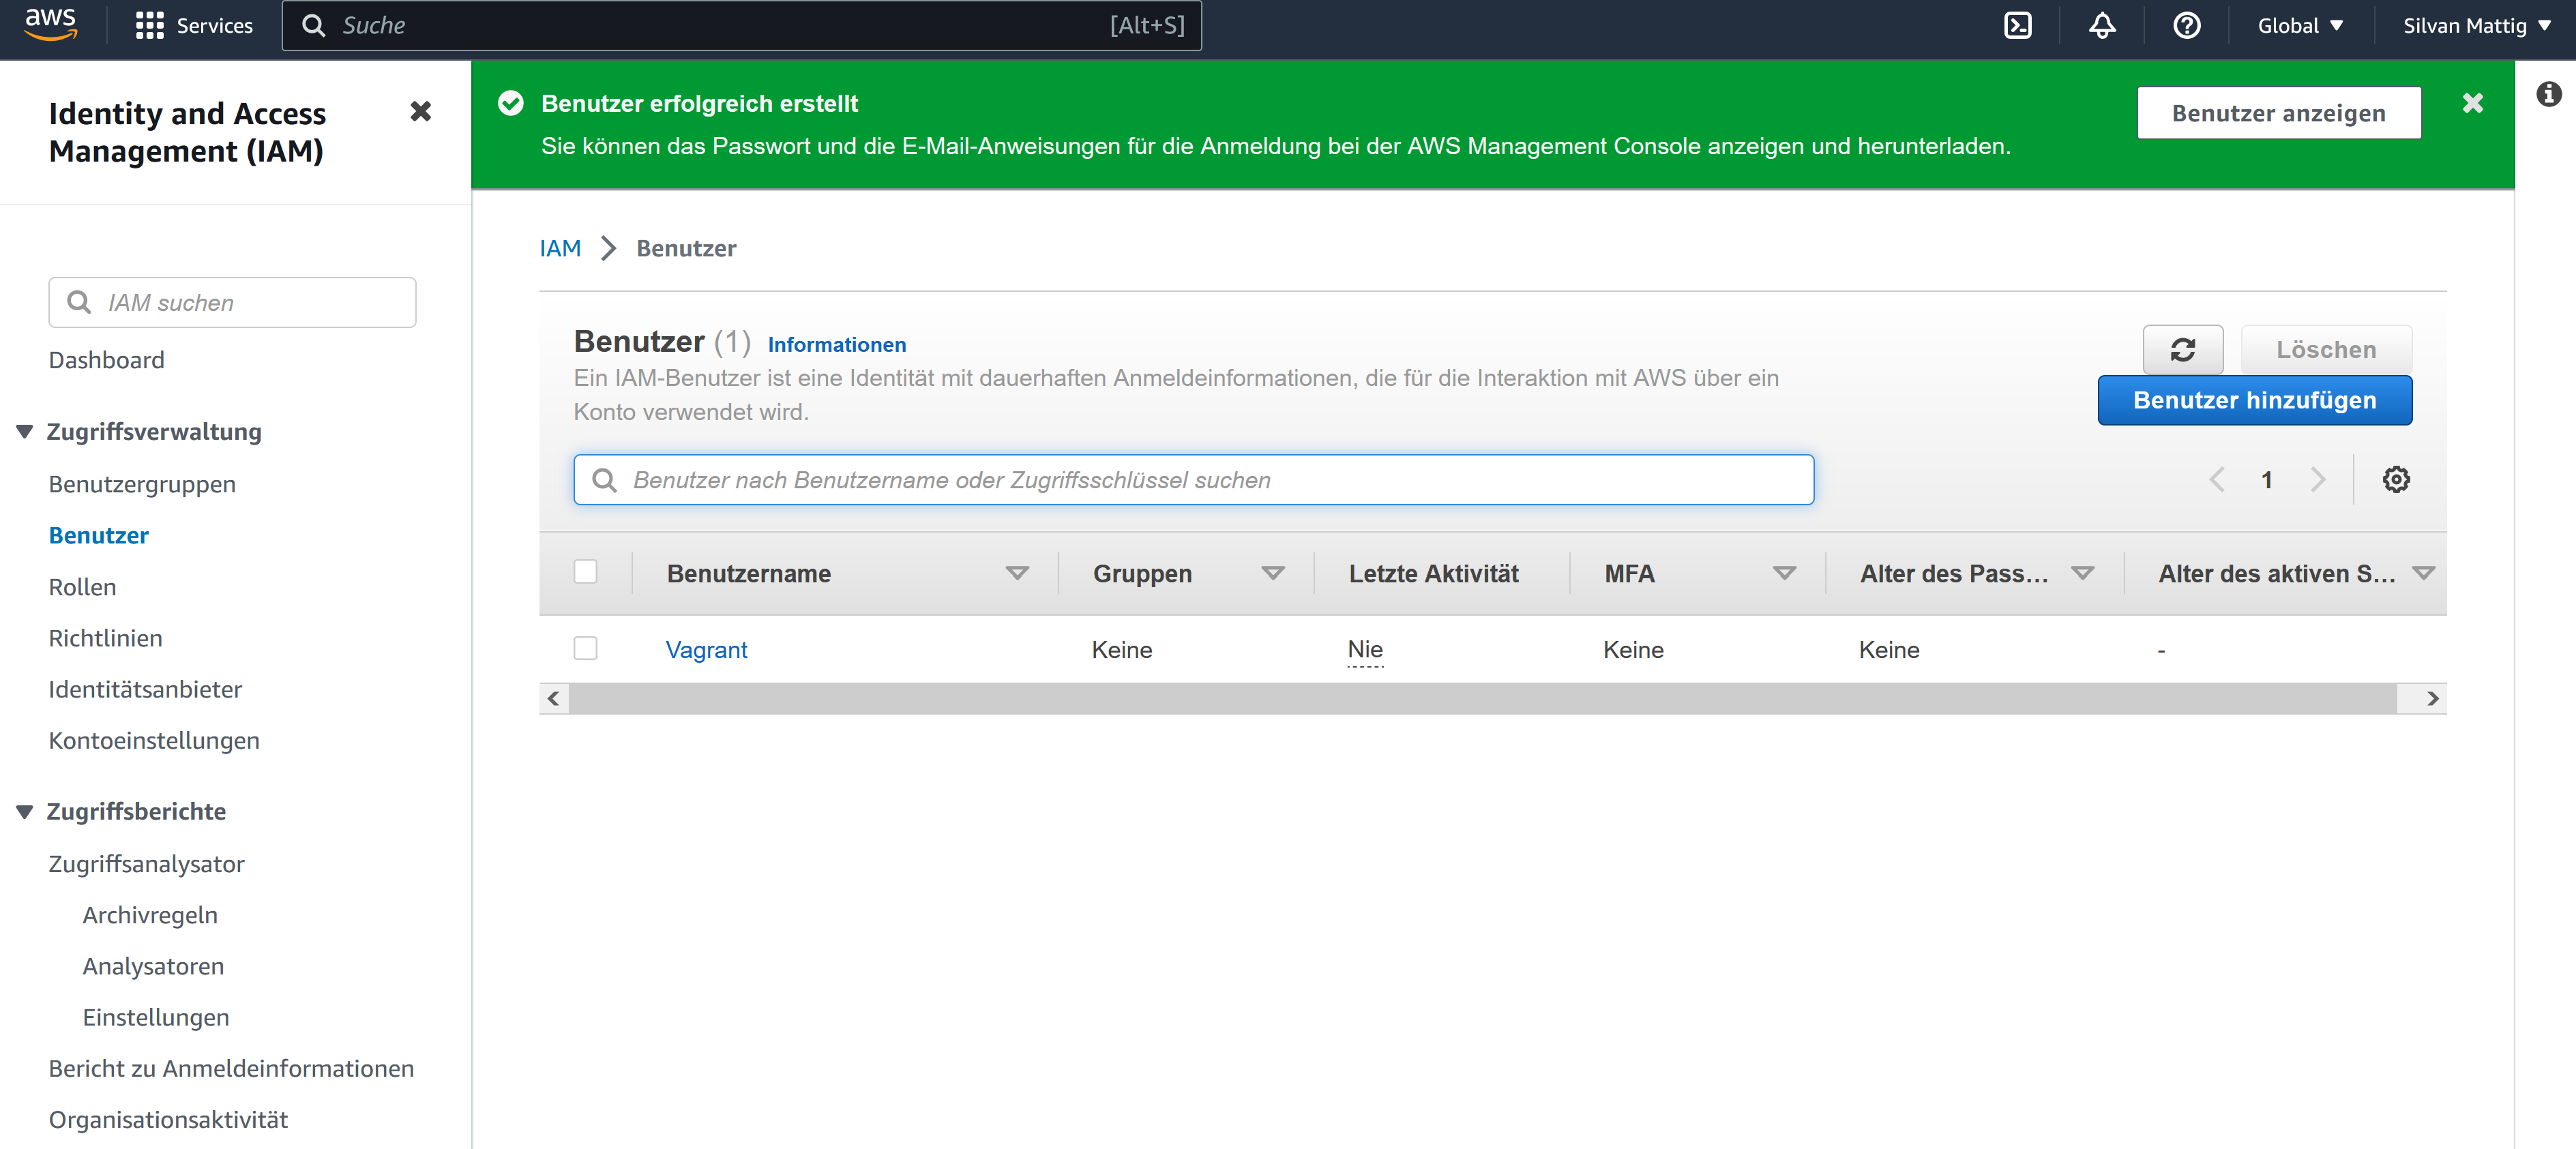 aws
Services
Suche
[Alt+S]
Global
Silvan Mattig
Identity and Access
Management (IAM)
IAM suchen
Dashboard
Zugriffsverwaltung
Benutzergruppen
Benutzer
Rollen
Richtlinien
Identitätsanbieter
Kontoeinstellungen
Zugriffsberichte
Zugriffsanalysator
Archivregeln
Analysatoren
Einstellungen
Bericht zu Anmeldeinformationen
Organisationsaktivität
Benutzer erfolgreich erstellt
Sie können das Passwort und die E-Mail-Anweisungen für die Anmeldung bei der AWS Management Console anzeigen und herunterladen.
Benutzer anzeigen
IAM
Benutzer
Benutzer (1) Informationen
Ein IAM-Benutzer ist eine Identität mit dauerhaften Anmeldeinformationen, die für die Interaktion mit AWS über ein
Konto verwendet wird.
Löschen
Benutzer hinzufügen
Benutzer nach Benutzername oder Zugriffsschlüssel suchen
1
Benutzername Gruppen Letzte Aktivität MFA Alter des Pass... Alter des aktiven S...
Vagrant Keine Nie Keine Keine -